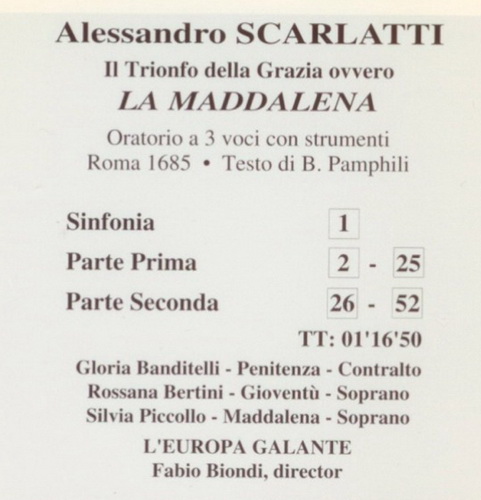 Alessandro SCARLATTI
Il Trionfo della Grazia ovvero
LA MADDALENA
Oratorio a 3 voci con strumenti
Roma 1685 • Testo di B. Pamphili
Sinfonia 1
Parte Prima 2 - 25
Parte Seconda 26 - 52
TT: 01'16'50
Gloria Banditelli - Penitenza - Contralto
Rossana Bertini - Gioventù - Soprano
Silvia Piccollo - Maddalena - Soprano
L'EUROPA GALANTE
Fabio Biondi, director